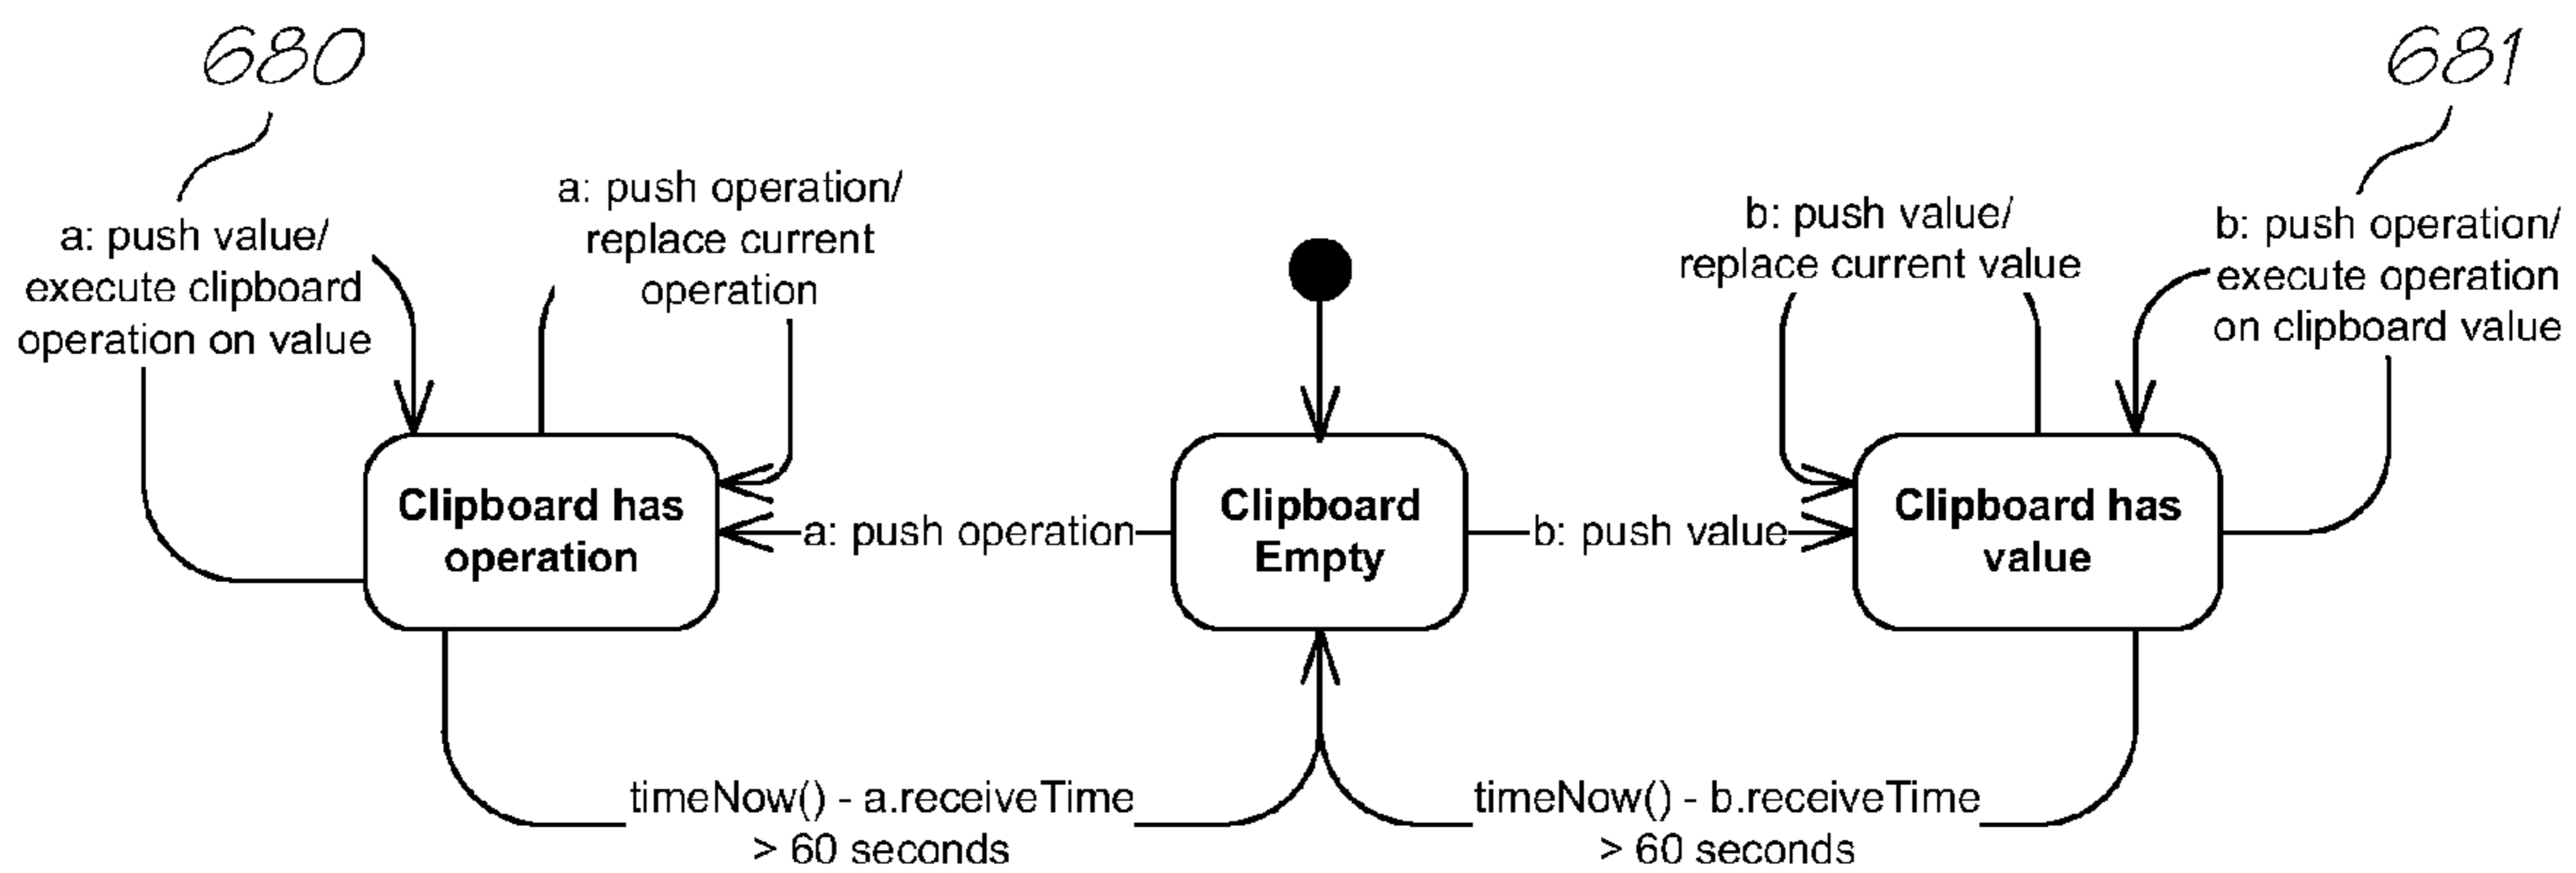 680
681
a: push value/
execute clipboard
operation on value
a: push operation/
replace current
operation
b: push value/
replace current value
b: push operation/
execute operation
on clipboard value
Clipboard has
operation
a: push operation
Clipboard
Empty
b: push value
Clipboard has
value
timeNow() - a.receiveTime
> 60 seconds
timeNow() - b.receiveTime
> 60 seconds